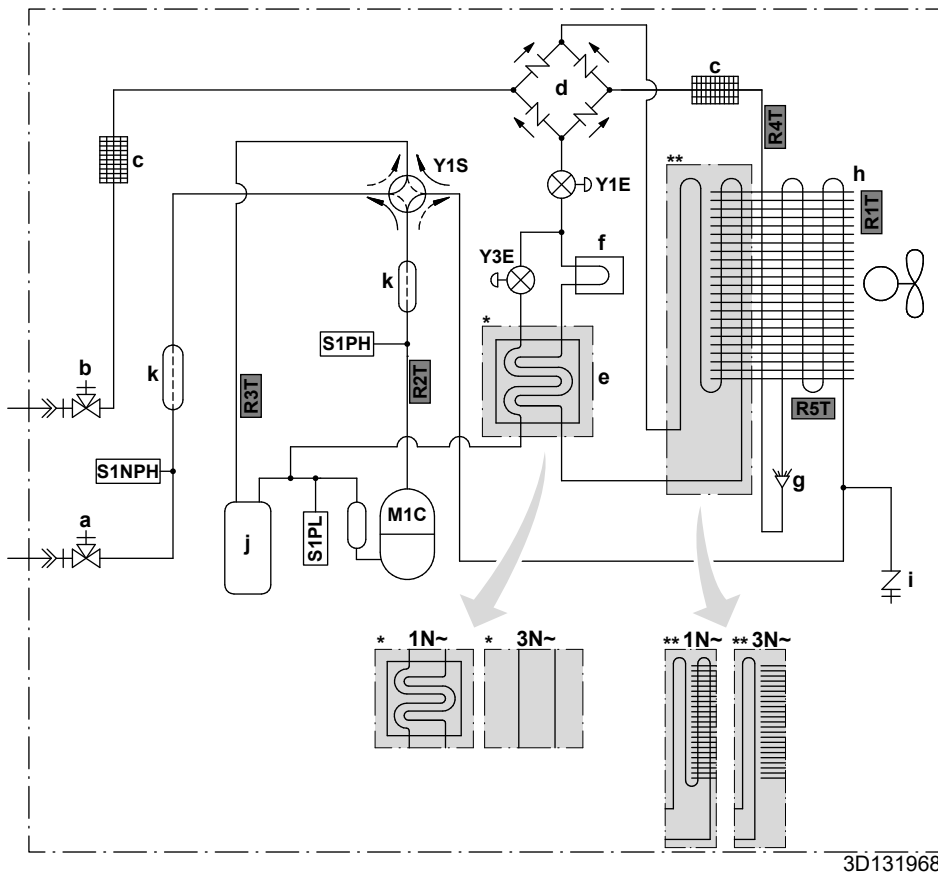 c
d
R4T
c
Y1S
**
h
R1T
Y1E
f
Y3E
k
*
S1PH
b
k
R3T
R2T
e
R5T
S1NPH
g
a
M1C
j
S1PL
i
* 1N~ * 3N~
** 1N~ ** 3N~
3D131968